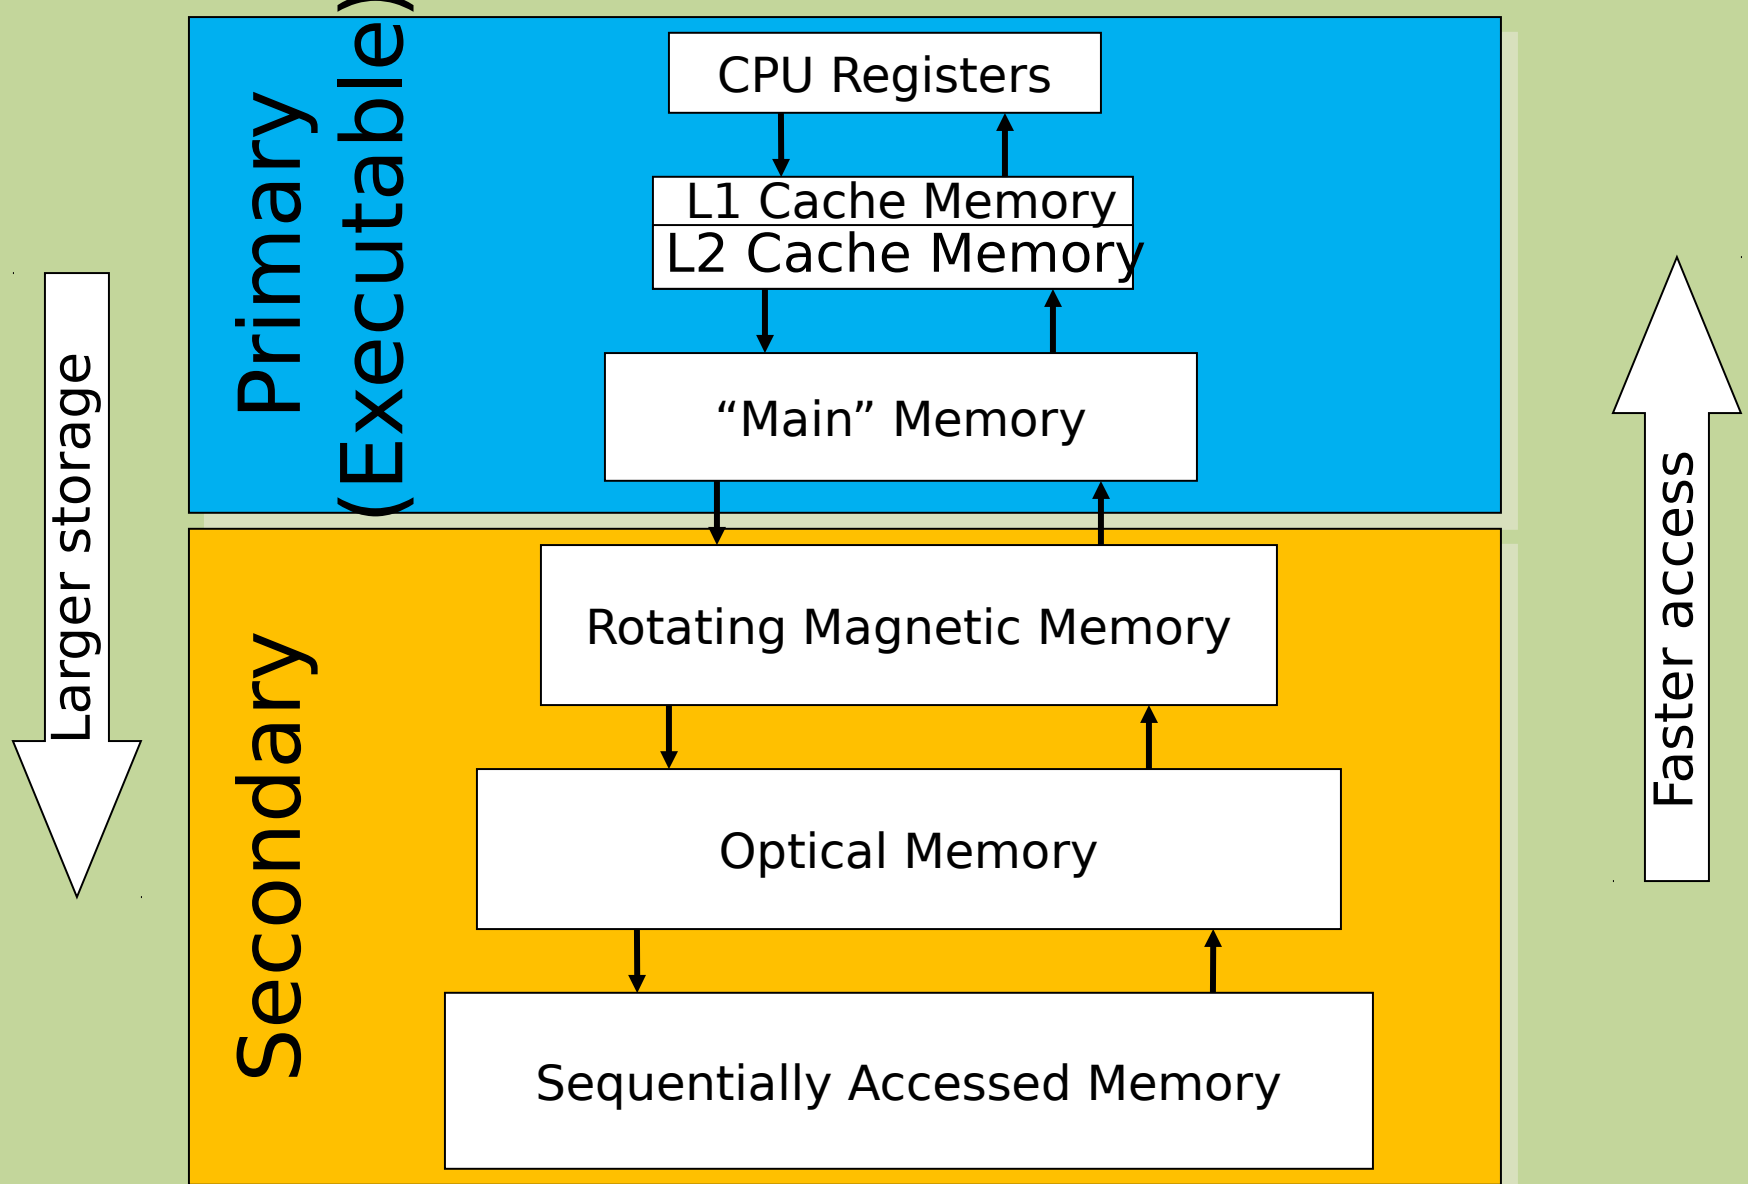 Primary
(Executable)
CPU Registers
L1 Cache Memory
L2 Cache Memory
“Main” Memory
Larger storage
Faster access
Secondary
Rotating Magnetic Memory
Optical Memory
Sequentially Accessed Memory